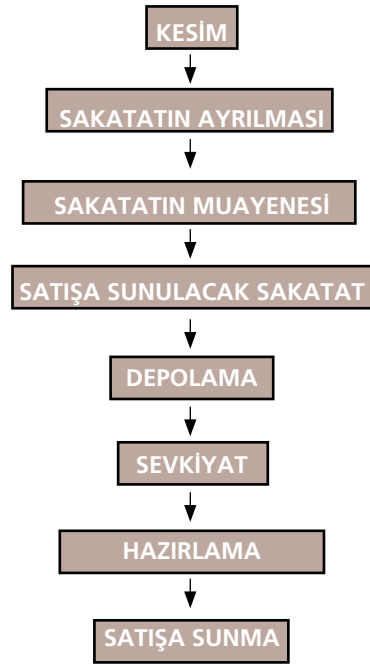 KESİM
SAKATATIN AYRILMASI
SAKATATIN MUAYENESİ
SATIŞA SUNULACAK SAKATAT
DEPOLAMA
SEVKİYAT
HAZIRLAMA
SATIŞA SUNMA